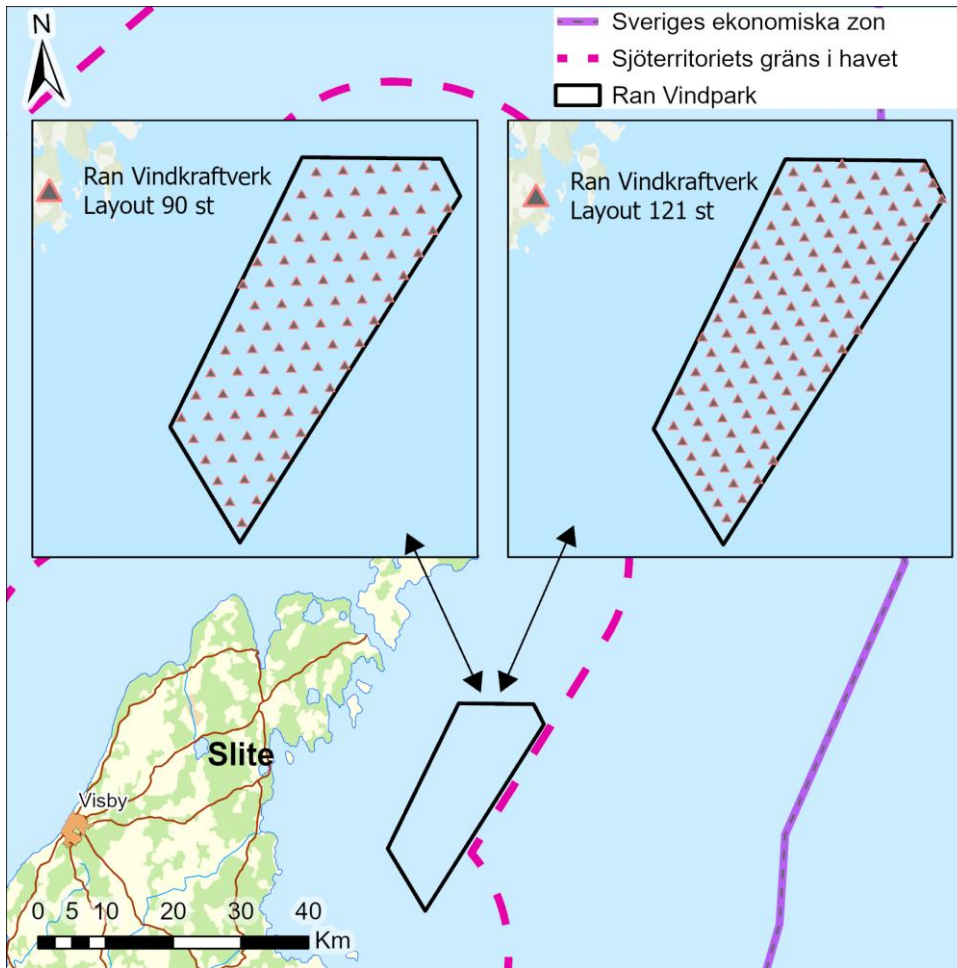 N
Sveriges ekonomiska zon
Sjöterritoriets gräns i havet
Ran Vindpark
Ran Vindkraftverk
Layout 90 st
Ran Vindkraftverk
Layout 121 st
Slite
Visby
0 5 10 20 30 40
Km